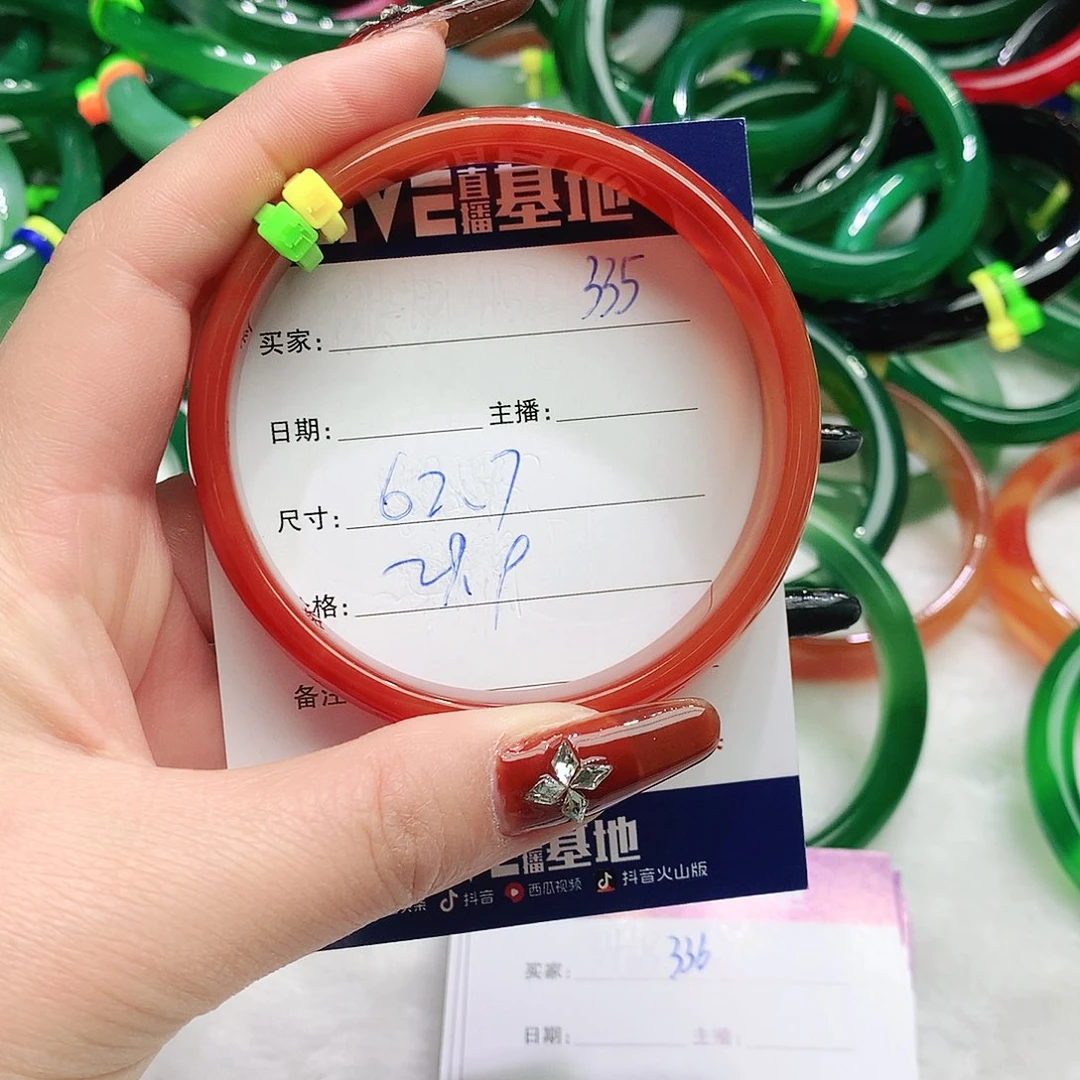 VE直播基地
335
买家:
日期: 主播:
尺寸: 62.7
格:
备注
播基地
抖音 西瓜视频 抖音火山版
买家: 336
日期: 主播: